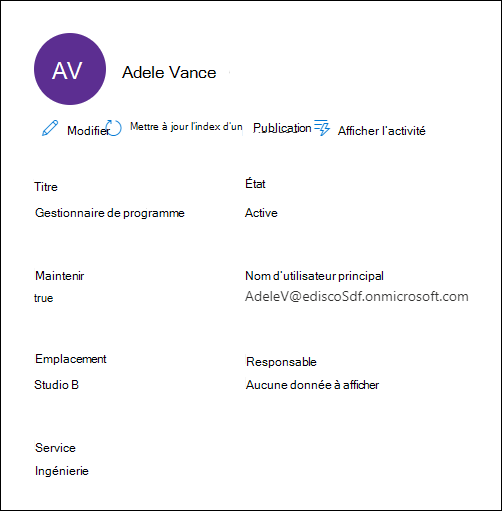 AV
Adele Vance
Modifier Mettre à jour l'index d'un Publication Afficher l'activité
Titre État
Gestionnaire de programme Active
Maintenir Nom d'utilisateur principal
true AdeleV@ediscoSdf.onmicrosoft.com
Emplacement Responsable
Studio B Aucune donnée à afficher
Service
Ingénierie